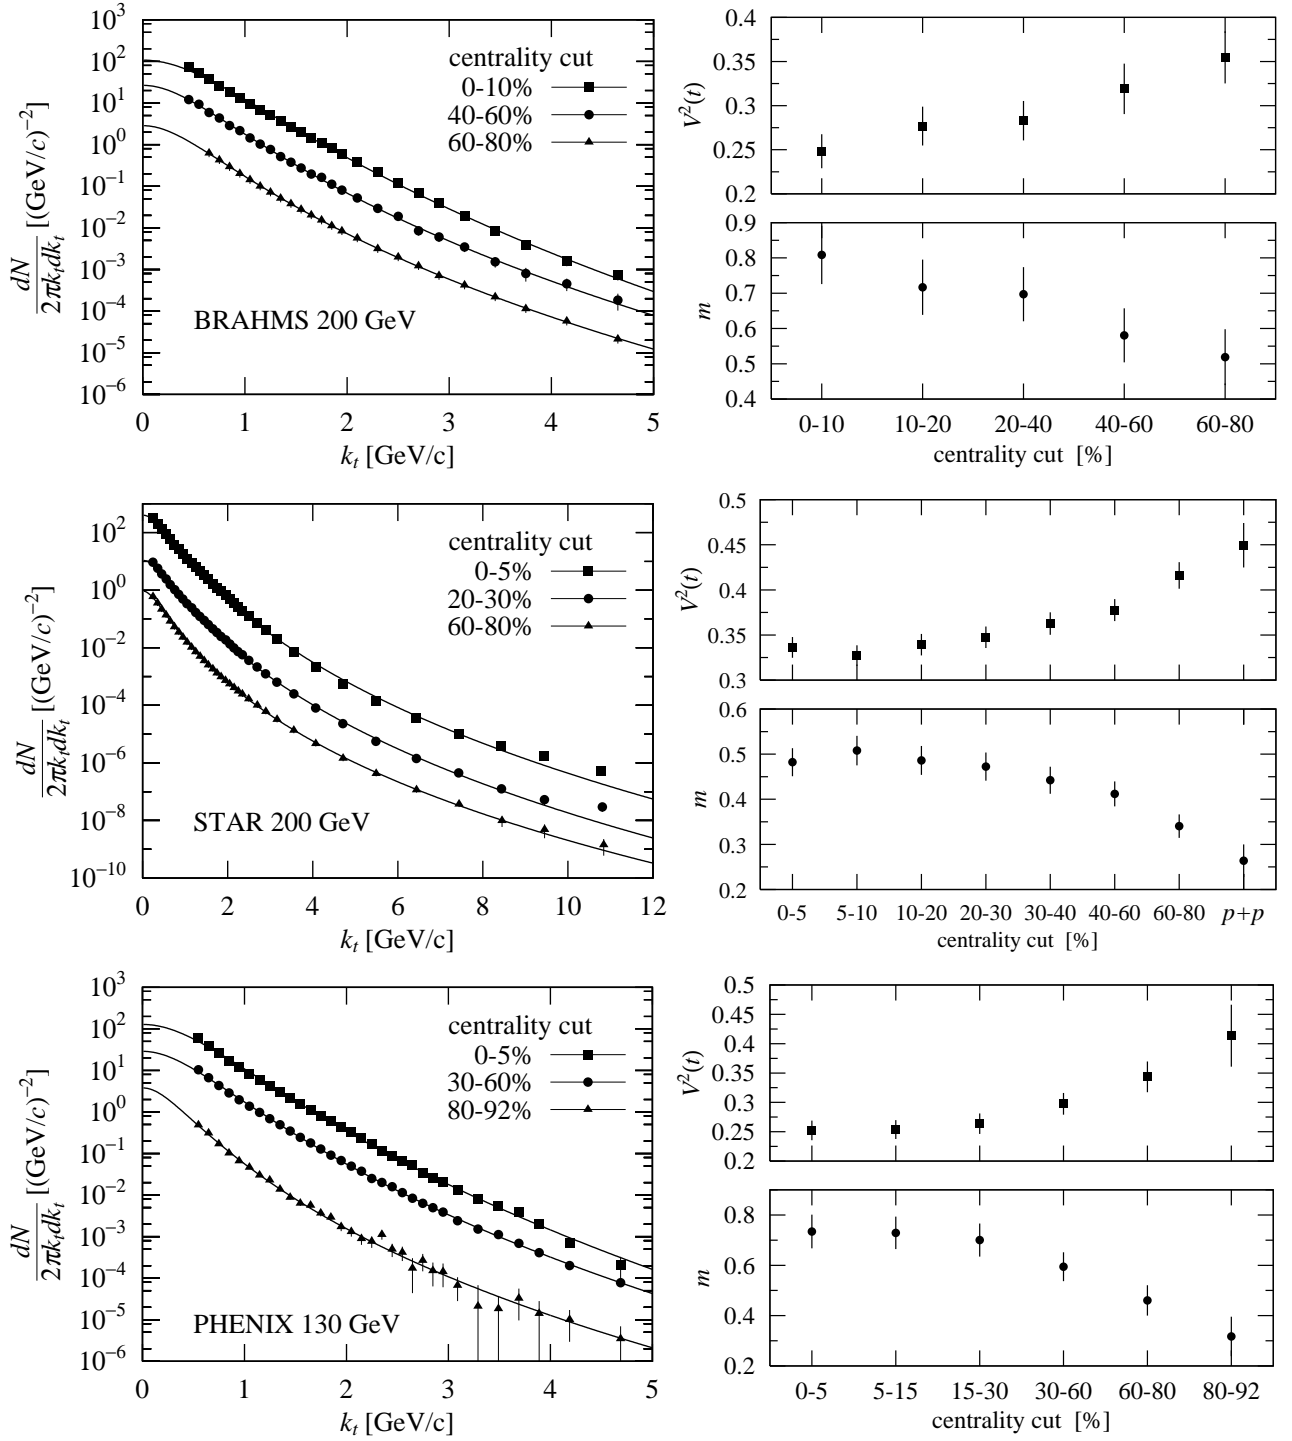 10^3
10^2
10^1
10^0
10^−1
10^−2
10^−3
10^−4
10^−5
10^−6
dN
2πk_t dk_t
[(GeV/c)^−2]
centrality cut
0-10%
40-60%
60-80%
BRAHMS 200 GeV
0 1 2 3 4 5
k_t [GeV/c]
0.4
0.35
0.3
0.25
0.2
V^2(t)
0.9
0.8
0.7
0.6
0.5
0.4
m
0-10 10-20 20-40 40-60 60-80
centrality cut [%]
10^2
10^0
10^−2
10^−4
10^−6
10^−8
10^−10
dN
2πk_t dk_t
[(GeV/c)^−2]
centrality cut
0-5%
20-30%
60-80%
STAR 200 GeV
0 2 4 6 8 10 12
k_t [GeV/c]
0.5
0.45
0.4
0.35
0.3
V^2(t)
0.6
0.5
0.4
0.3
0.2
m
0-5 5-10 10-20 20-30 30-40 40-60 60-80 p+p
centrality cut [%]
10^3
10^2
10^1
10^0
10^−1
10^−2
10^−3
10^−4
10^−5
10^−6
dN
2πk_t dk_t
[(GeV/c)^−2]
centrality cut
0-5%
30-60%
80-92%
PHENIX 130 GeV
0 1 2 3 4 5
k_t [GeV/c]
0.5
0.45
0.4
0.35
0.3
0.25
0.2
V^2(t)
0.8
0.6
0.4
0.2
m
0-5 5-15 15-30 30-60 60-80 80-92
centrality cut [%]